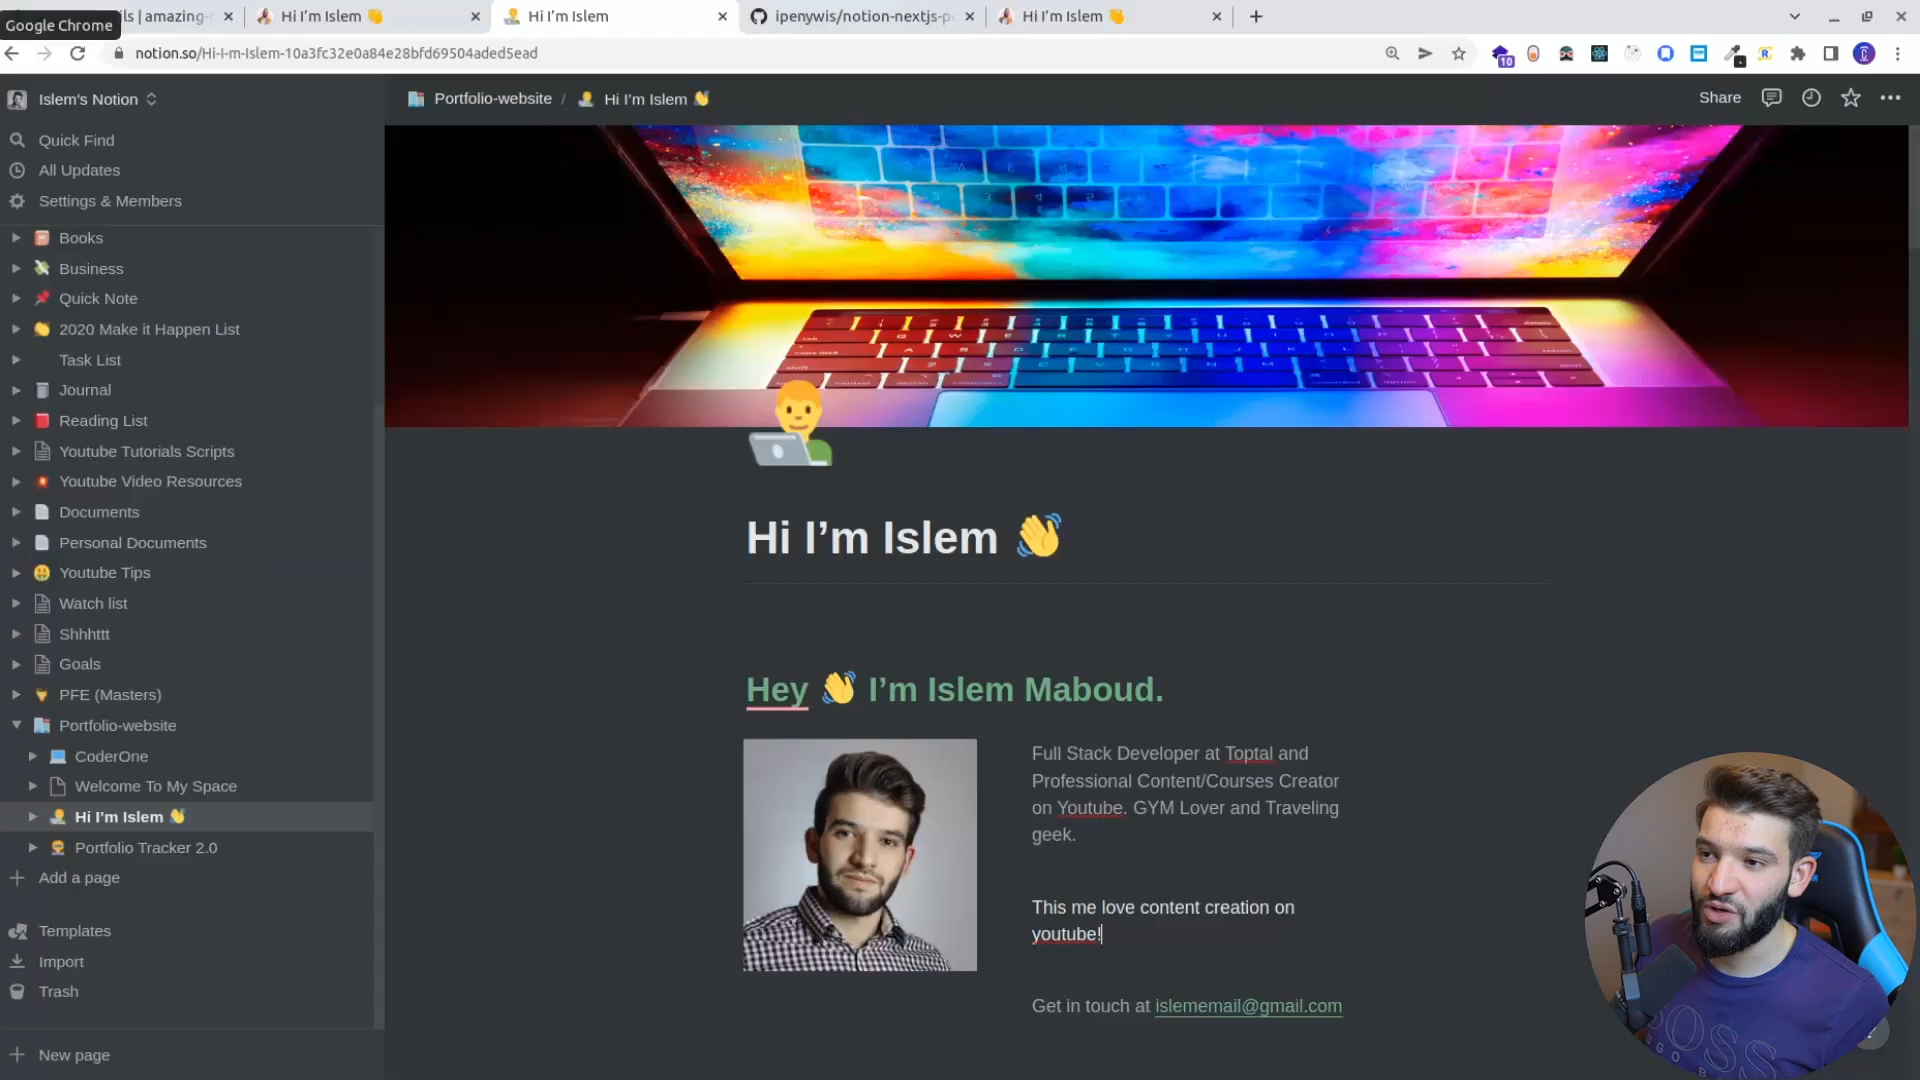 Google Chrome
ils | amazing-
Hi I'm Islem 👋
Hi I'm Islem
ipenywis/notion-nextjs-p
Hi I'm Islem 👋
notion.so/Hi-I-m-Islem-10a3fc32e0a84e28bfd69504aded5ead
10
Islem's Notion
Portfolio-website / Hi I'm Islem 👋
Share
Quick Find
All Updates
Settings & Members
Books
Business
Quick Note
2020 Make it Happen List
Task List
Journal
Reading List
Youtube Tutorials Scripts
Youtube Video Resources
Documents
Personal Documents
Youtube Tips
Watch list
Shhhttt
Goals
PFE (Masters)
Portfolio-website
CoderOne
Welcome To My Space
Hi I'm Islem 👋
Portfolio Tracker 2.0
Add a page
Templates
Import
Trash
New page
Hi I'm Islem 👋
Hey 👋 I'm Islem Maboud.
Full Stack Developer at Toptal and
Professional Content/Courses Creator
on Youtube. GYM Lover and Traveling
geek.
This me love content creation on
youtube!
Get in touch at islememail@gmail.com